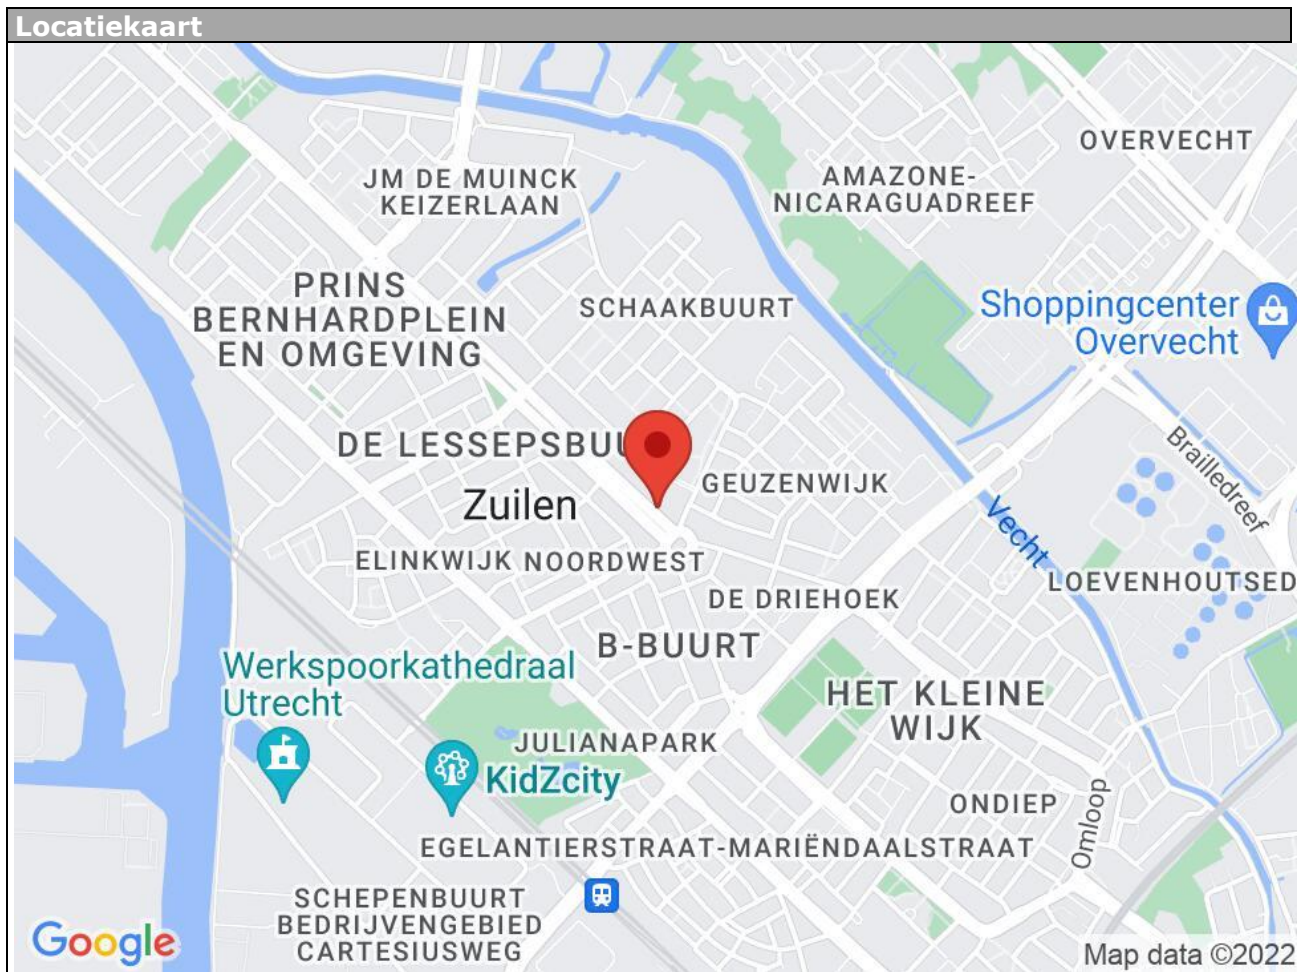 Locatiekaart
OVERVECHT
JM DE MUINCK
KEIZERLAAN
AMAZONE-
NICARAGUADREEF
PRINS
BERNHARDPLEIN
EN OMGEVING
SCHAAKBUURT
Shoppingcenter
Overvecht
DE LESSEPSBUU
Zuilen
GEUZENWIJK
Brailledreef
Vecht
ELINKWIJK
NOORDWEST
LOEVENHOUTSED
DE DRIEHOEK
B-BUURT
Werkspoorkathedraal
Utrecht
HET KLEINE
WIJK
JULIANAPARK
KidZcity
ONDIEP
Omloop
EGELANTIERSTRAAT-MARIËNDAALSTRAAT
SCHEPENBUURT
BEDRIJVENGEBIED
CARTESIUSWEG
Google
Map data ©2022